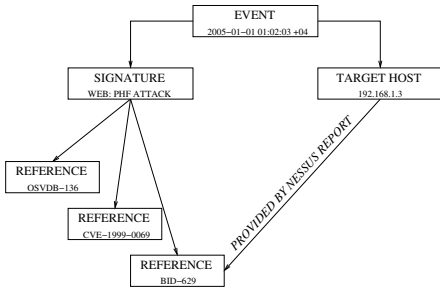 EVENT
2005−01−01 01:02:03 +04
SIGNATURE
WEB: PHF ATTACK
TARGET HOST
192.168.1.3
PROVIDED BY NESSUS REPORT
REFERENCE
OSVDB−136
REFERENCE
CVE−1999−0069
REFERENCE
BID−629